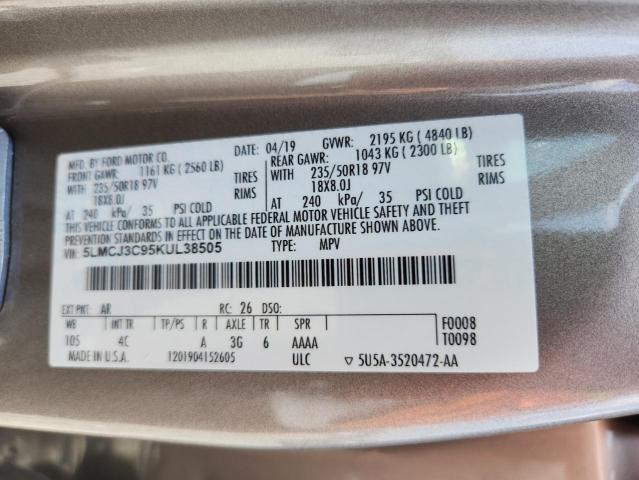 MFD. BY FORD MOTOR CO. DATE: 04/19 GVWR: 2195 KG ( 4840 LB)
FRONT GAWR: 1161 KG ( 2560 LB) REAR GAWR: 1043 KG ( 2300 LB)
WITH 235/50R18 97V TIRES WITH 235/50R18 97V TIRES
18X8.0J RIMS 18X8.0J RIMS
AT 240 kPa/ 35 PSI COLD AT 240 kPa/ 35 PSI COLD
THIS VEHICLE CONFORMS TO ALL APPLICABLE FEDERAL MOTOR VEHICLE SAFETY AND THEFT
PREVENTION STANDARDS IN EFFECT ON THE DATE OF MANUFACTURE SHOWN ABOVE.
VIN: 5LMCJ3C95KUL38505 TYPE: MPV
EXT PNT: AR RC: 26 DSO:
WB INT TR TP/PS R AXLE TR SPR F0008
105 4C A 3G 6 AAAA T0098
MADE IN U.S.A. 1201904152605 ULC ▽ 5U5A-3520472-AA